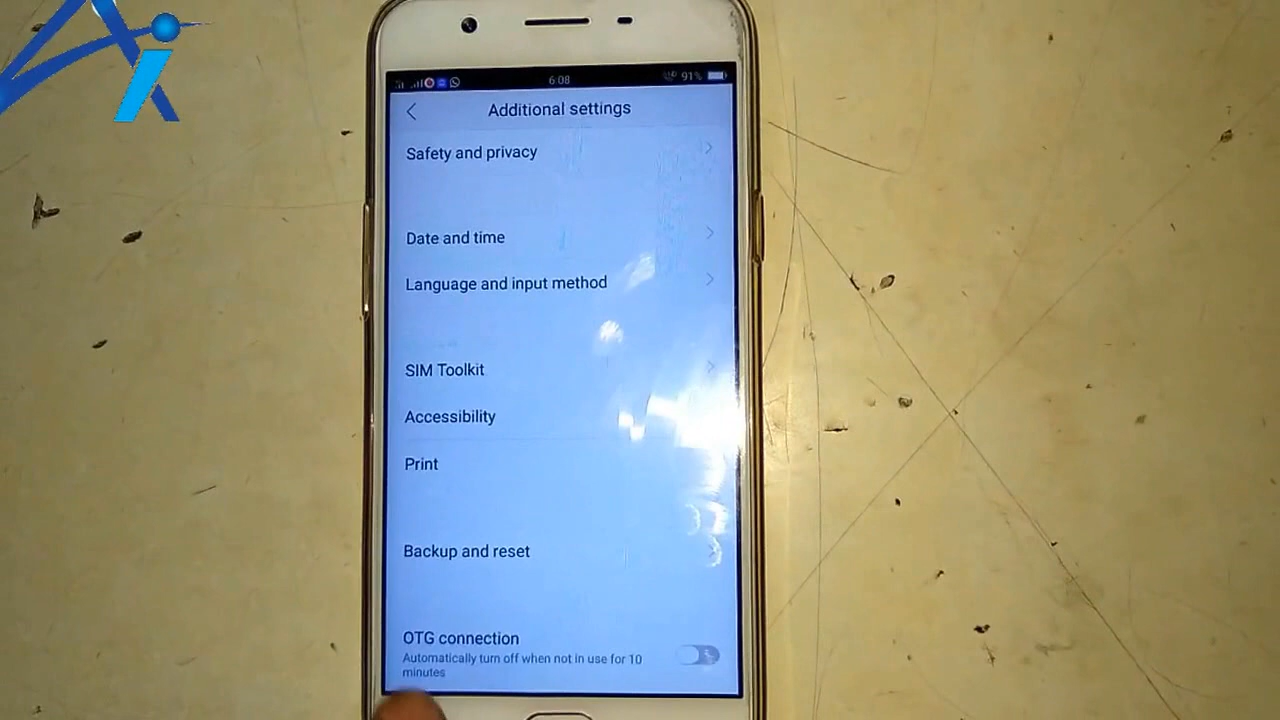 Ai
6:08
91%
Additional settings
Safety and privacy
Date and time
Language and input method
SIM Toolkit
Accessibility
Print
Backup and reset
OTG connection
Automatically turn off when not in use for 10
minutes